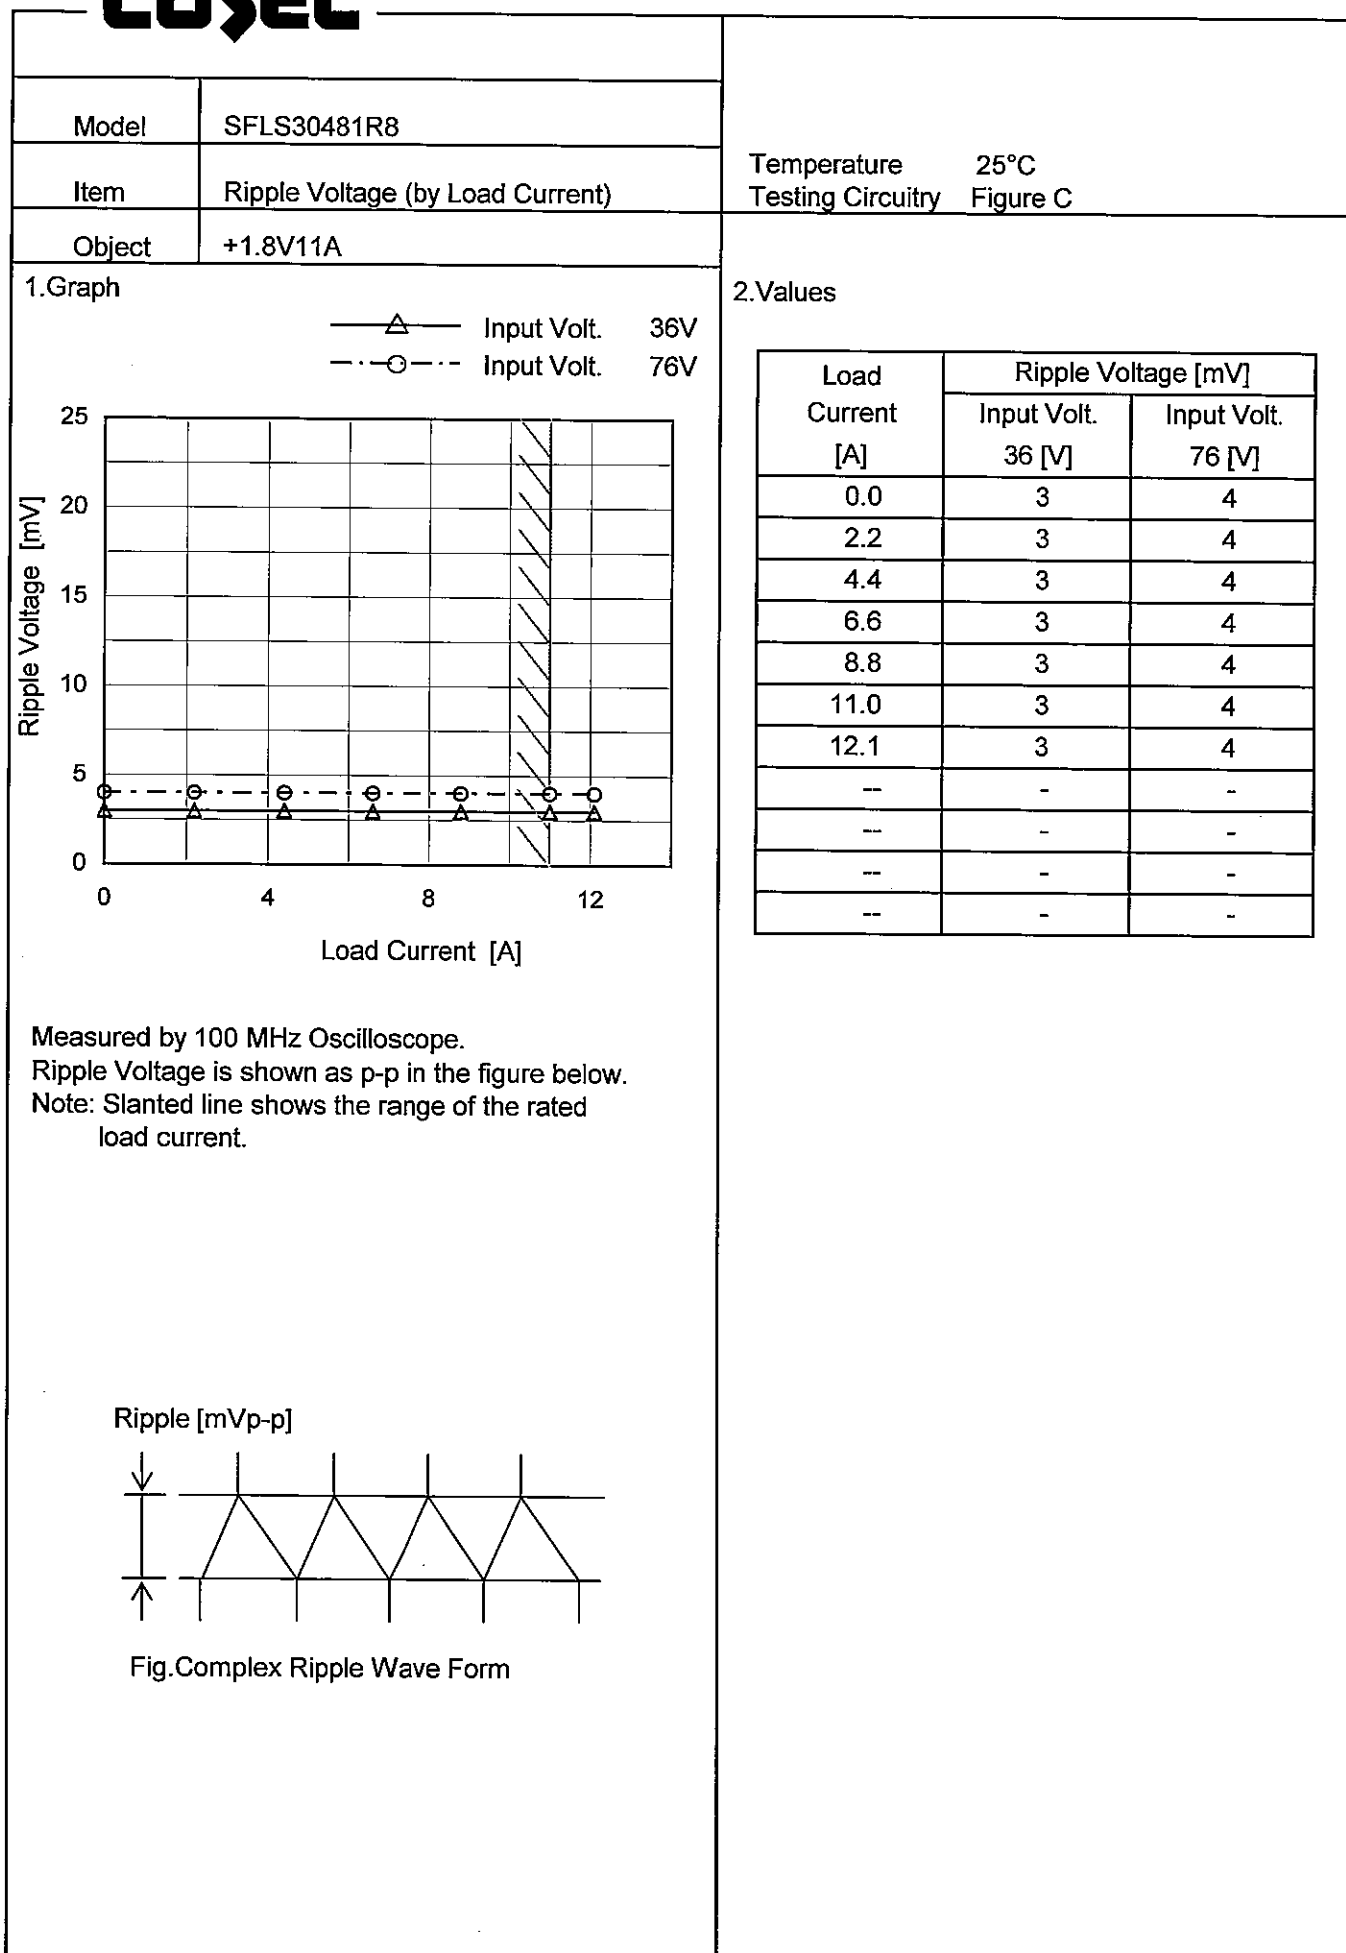 COSEL
Model SFLS30481R8
Item Ripple Voltage (by Load Current)
Object +1.8V11A
Temperature 25°C
Testing Circuitry Figure C
1.Graph
Input Volt. 36V
Input Volt. 76V
25
20
15
10
5
0
0 4 8 12
Ripple Voltage [mV]
Load Current [A]
Measured by 100 MHz Oscilloscope.
Ripple Voltage is shown as p-p in the figure below.
Note: Slanted line shows the range of the rated
load current.
Ripple [mVp-p]
Fig.Complex Ripple Wave Form
2.Values
Load Ripple Voltage [mV]
Current Input Volt. Input Volt.
[A] 36 [V] 76 [V]
0.0 3 4
2.2 3 4
4.4 3 4
6.6 3 4
8.8 3 4
11.0 3 4
12.1 3 4
-- - -
-- - -
-- - -
-- - -